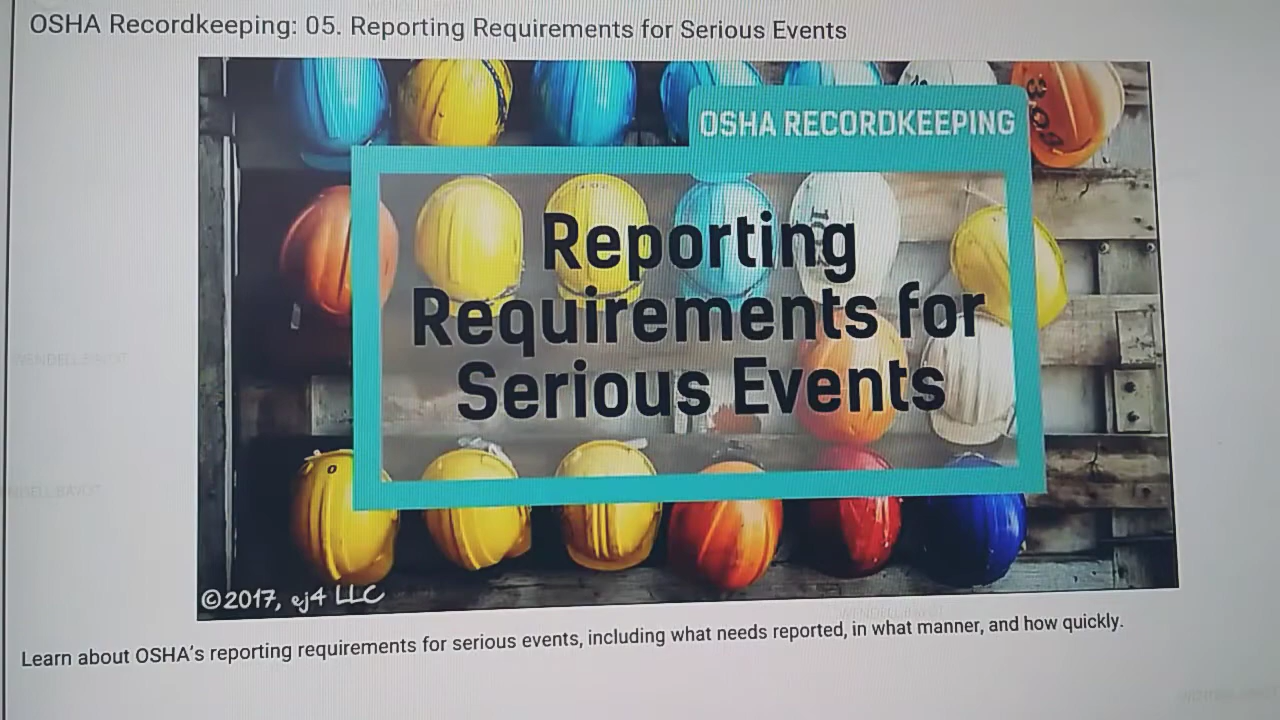 OSHA Recordkeeping: 05. Reporting Requirements for Serious Events
OSHA RECORDKEEPING
Reporting
Requirements for
Serious Events
©2017, ej4 LLC
Learn about OSHA's reporting requirements for serious events, including what needs reported, in what manner, and how quickly.